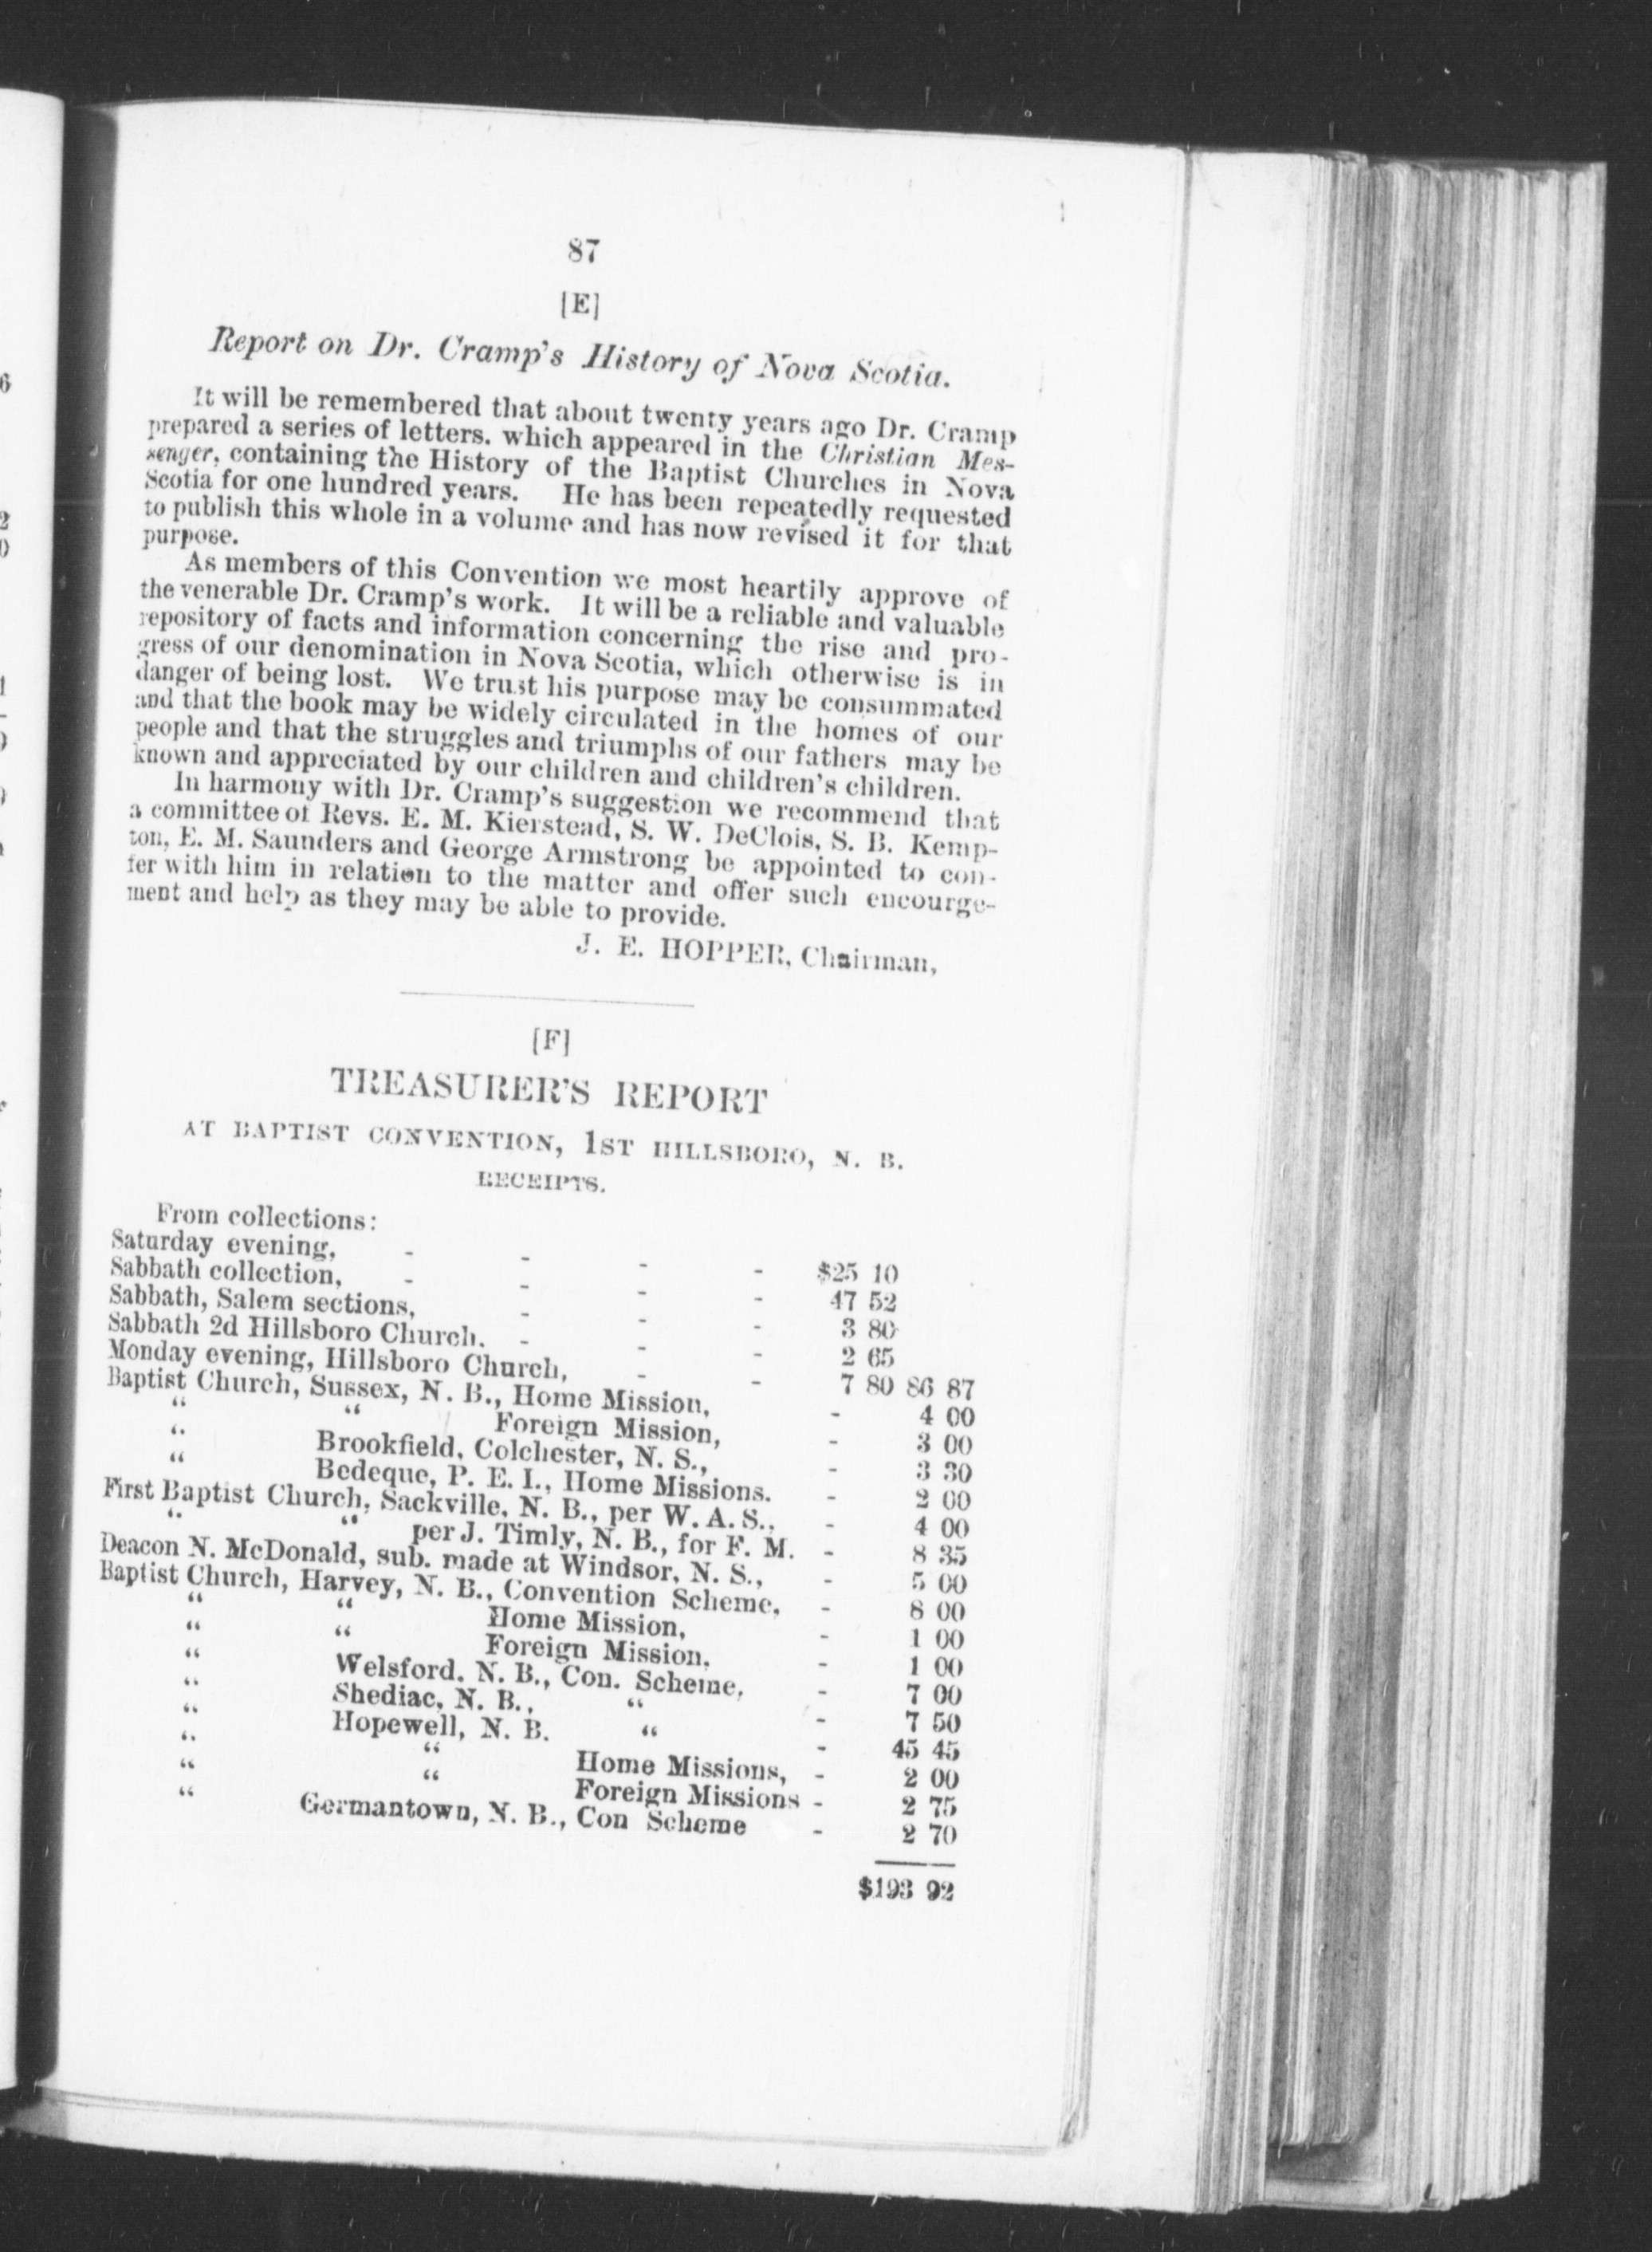 87
[E]
Report on Dr. Cramp's History of Nova Scotia.
It will be remembered that about twenty years ago Dr. Cramp
prepared a series of letters. which appeared in the Christian Mes-
senger, containing the History of the Baptist Churches in Nova
Scotia for one hundred years. He has been repeatedly requested
to publish this whole in a volume and has now revised it for that
purpose.
As members of this Convention we most heartily approve of
the venerable Dr. Cramp's work. It will be a reliable and valuable
repository of facts and information concerning the rise and pro-
gress of our denomination in Nova Scotia, which otherwise is in
danger of being lost. We trust his purpose may be consummated
and that the book may be widely circulated in the homes of our
people and that the struggles and triumphs of our fathers may be
known and appreciated by our children and children's children.
In harmony with Dr. Cramp's suggestion we recommend that
a committee of Revs. E. M. Kierstead, S. W. DeClois, S. B. Kemp-
ton, E. M. Saunders and George Armstrong be appointed to con-
fer with him in relation to the matter and offer such encourge-
ment and help as they may be able to provide.
J. E. HOPPER, Chairman,
[F]
TREASURER'S REPORT
AT BAPTIST CONVENTION, 1ST HILLSBORO, N. B.
RECEIPTS.
From collections:
Saturday evening, - - - - $25 10
Sabbath collection, - - - - 47 52
Sabbath, Salem sections, - - - 3 80
Sabbath 2d Hillsboro Church. - - - 2 65
Monday evening, Hillsboro Church, - - 7 80 86 87
Baptist Church, Sussex, N. B., Home Mission, - 4 00
" " Foreign Mission, - 3 00
" Brookfield, Colchester, N. S., - 3 30
" Bedeque, P. E. I., Home Missions. - 2 00
First Baptist Church, Sackville, N. B., per W. A. S., - 4 00
" " per J. Timly, N. B., for F. M. - 8 35
Deacon N. McDonald, sub. made at Windsor, N. S., - 5 00
Baptist Church, Harvey, N. B., Convention Scheme, - 8 00
" " Home Mission, - 1 00
" " Foreign Mission, - 1 00
" Welsford, N. B., Con. Scheme, - 7 00
" Shediac, N. B., " - 7 50
" Hopewell, N. B. " - 45 45
" " Home Missions, - 2 00
" " Foreign Missions - 2 75
" Germantown, N. B., Con Scheme - 2 70
$193 92